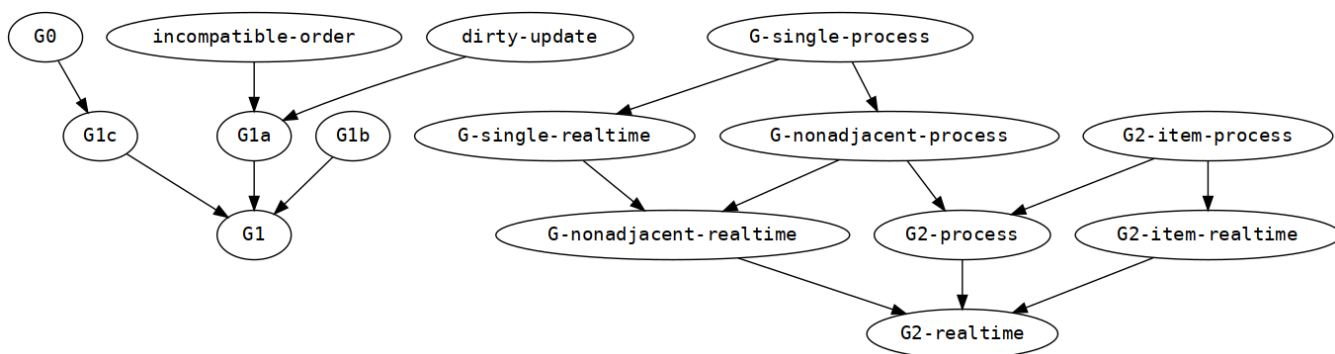 G0
incompatible-order
dirty-update
G-single-process
G1c
G1a
G1b
G-single-realtime
G-nonadjacent-process
G2-item-process
G1
G-nonadjacent-realtime
G2-process
G2-item-realtime
G2-realtime